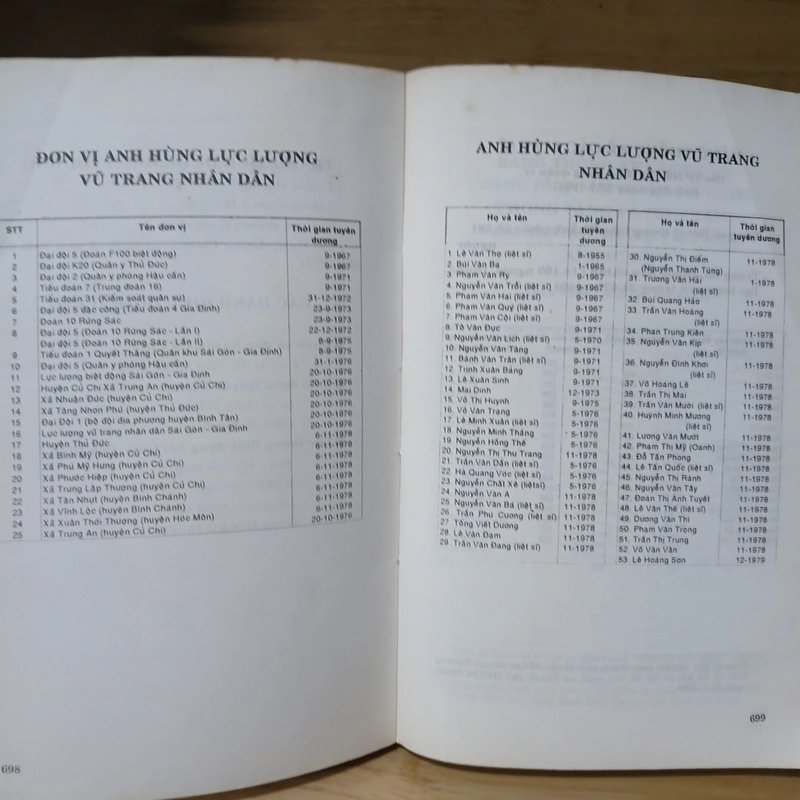 ĐƠN VỊ ANH HÙNG LỰC LƯỢNG
VŨ TRANG NHÂN DÂN
STT Tên đơn vị Thời gian tuyên
dương
1 Đại đội 5 (Đoàn F100 biệt động) 9-1967
2 Đại đội K20 (Quân y Thủ Đức) 9-1967
3 Đại đội 2 (Quân y phòng Hậu cần) 9-1971
4 Tiểu đoàn 7 (Trung đoàn 16) 9-1972
5 Tiểu đoàn 31 (Kiểm soát quân sự) 31-12-1972
6 Đại đội 5 đặc công (Tiểu đoàn 4 Gia Định) 23-9-1973
7 Đoàn 10 Rừng Sác 23-9-1973
8 Đại đội 5 (Đoàn 10 Rừng Sác - Lần I) 22-12-1972
Đại đội 5 (Đoàn 10 Rừng Sác - Lần II) 8-9-1975
9 Tiểu đoàn 1 Quyết Thắng (Quân khu Sài Gòn - Gia Định) 8-9-1975
10 Đại đội 5 (Quân y phòng Hậu cần) 31-1-1976
11 Lực lượng biệt động Sài Gòn - Gia Định 20-10-1976
12 Huyện Củ Chi Xã Trung An (huyện Củ Chi) 20-10-1976
13 Xã Nhuận Đức (huyện Củ Chi) 20-10-1976
14 Xã Tăng Nhơn Phú (huyện Thủ Đức) 20-10-1976
15 Đại Đội 1 (bộ đội địa phương huyện Bình Tân) 20-10-1976
16 Lực lượng vũ trang nhân dân Sài Gòn - Gia Định 20-10-1976
17 Huyện Thủ Đức 6-11-1978
18 Xã Bình Mỹ (huyện Củ Chi) 6-11-1978
19 Xã Phú Mỹ Hưng (huyện Củ Chi) 6-11-1978
20 Xã Phước Hiệp (huyện Củ Chi) 6-11-1978
21 Xã Trung Lập Thượng (huyện Củ Chi) 6-11-1978
22 Xã Tân Nhựt (huyện Bình Chánh) 6-11-1978
23 Xã Vĩnh Lộc (huyện Bình Chánh) 6-11-1978
24 Xã Xuân Thới Thượng (huyện Hóc Môn) 6-11-1978
25 Xã Trung An (huyện Củ Chi) 20-10-1976
698
ANH HÙNG LỰC LƯỢNG VŨ TRANG
NHÂN DÂN
Họ và tên Thời gian
tuyên
dương
1 Lê Văn Thọ (liệt sĩ) 8-1955
2 Bùi Văn Ba 1-1965
3 Phạm Văn Ry 9-1967
4 Nguyễn Văn Trỗi (liệt sĩ) 9-1967
5 Phạm Văn Hai (liệt sĩ) 9-1967
6 Phạm Văn Quý (liệt sĩ) 9-1967
7 Phạm Văn Cội (liệt sĩ) 9-1967
8 Tô Văn Đực 9-1971
9 Nguyễn Văn Lịch (liệt sĩ) 5-1970
10 Nguyễn Văn Tăng 9-1971
11 Bành Văn Trân (liệt sĩ) 9-1971
12 Trịnh Xuân Bảng 9-1971
13 Lê Xuân Sinh 9-1971
14 Mai Dinh 12-1973
15 Võ Thị Huynh 9-1975
16 Võ Văn Trang 5-1976
17 Lê Minh Xuân (liệt sĩ) 5-1976
18 Nguyễn Minh Thắng 5-1976
19 Nguyễn Hồng Thế 5-1976
20 Nguyễn Thị Thu Trang 5-1976
21 Trần Văn Dần (liệt sĩ) 5-1976
22 Hà Quang Vóc (liệt sĩ) 5-1976
23 Nguyễn Chất Xê (liệt sĩ) 5-1976
24 Nguyễn Văn A 11-1978
25 Nguyễn Văn Bá (liệt sĩ) 11-1978
26 Trần Phú Cương (liệt sĩ) 11-1978
27 Tống Viết Dương 11-1978
28 Lê Văn Đam 11-1978
29 Trần Văn Đang (liệt sĩ) 11-1978
Họ và tên Thời gian
tuyên dương
30. Nguyễn Thị Điểm
(Nguyễn Thanh Tùng) 11-1978
31. Trương Văn Hải
(liệt sĩ) 1-1978
32 Bùi Quang Hảo 11-1978
33. Trần Văn Hoàng
(liệt sĩ) 11-1978
34. Phan Trung Kiên 11-1978
35. Nguyễn Văn Kịp
(liệt sĩ) 11-1978
36. Nguyễn Đình Khơi
(liệt sĩ) 11-1978
37. Võ Hoàng Lê 11-1978
38. Trần Thị Mai 11-1978
39. Trần Văn Mười (liệt sĩ) 11-1978
40. Huỳnh Minh Mương
(liệt sĩ) 11-1978
41. Lương Văn Mướt 11-1978
42. Phạm Thị Mỹ (Oanh) 11-1978
43. Đỗ Tấn Phong 11-1978
44. Lê Tấn Quốc (liệt sĩ) 11-1978
45. Nguyễn Thị Rành 11-1978
46. Nguyễn Văn Tây 11-1978
47. Đoàn Thị Ánh Tuyết 11-1978
48. Lê Văn Thê (liệt sĩ) 11-1978
49. Dương Văn Thì 11-1978
50. Phạm Văn Trọng 11-1978
51. Trần Thị Trung 11-1978
52. Võ Văn Vân 11-1978
53. Lê Hoàng Sơn 12-1979
699